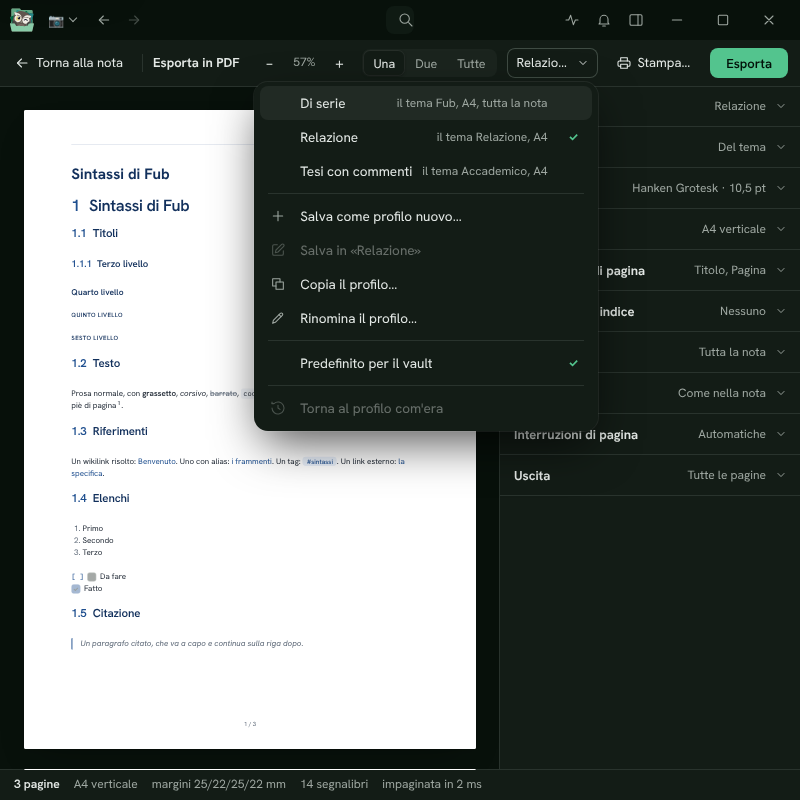 Torna alla nota
Esporta in PDF
− 57% +
Una Due Tutte
Relazio...
Stampa...
Esporta
Di serie il tema Fub, A4, tutta la nota
Relazione il tema Relazione, A4
Tesi con commenti il tema Accademico, A4
Salva come profilo nuovo...
Salva in «Relazione»
Copia il profilo...
Rinomina il profilo...
Predefinito per il vault
Torna al profilo com'era
Sintassi di Fub
1 Sintassi di Fub
1.1 Titoli
1.1.1 Terzo livello
Quarto livello
QUINTO LIVELLO
SESTO LIVELLO
1.2 Testo
Prosa normale, con grassetto, corsivo, barrato,
piè di pagina 1.
1.3 Riferimenti
Un wikilink risolto: Benvenuto. Uno con alias: i frammenti. Un tag: #sintassi . Un link esterno: la
specifica.
1.4 Elenchi
1. Primo
2. Secondo
3. Terzo
[ ] Da fare
Fatto
1.5 Citazione
Un paragrafo citato, che va a capo e continua sulla riga dopo.
1 / 3
Relazione
Del tema
Hanken Grotesk · 10,5 pt
A4 verticale
di pagina Titolo, Pagina
indice Nessuno
Tutta la nota
Come nella nota
Interruzioni di pagina Automatiche
Uscita Tutte le pagine
3 pagine A4 verticale margini 25/22/25/22 mm 14 segnalibri impaginata in 2 ms